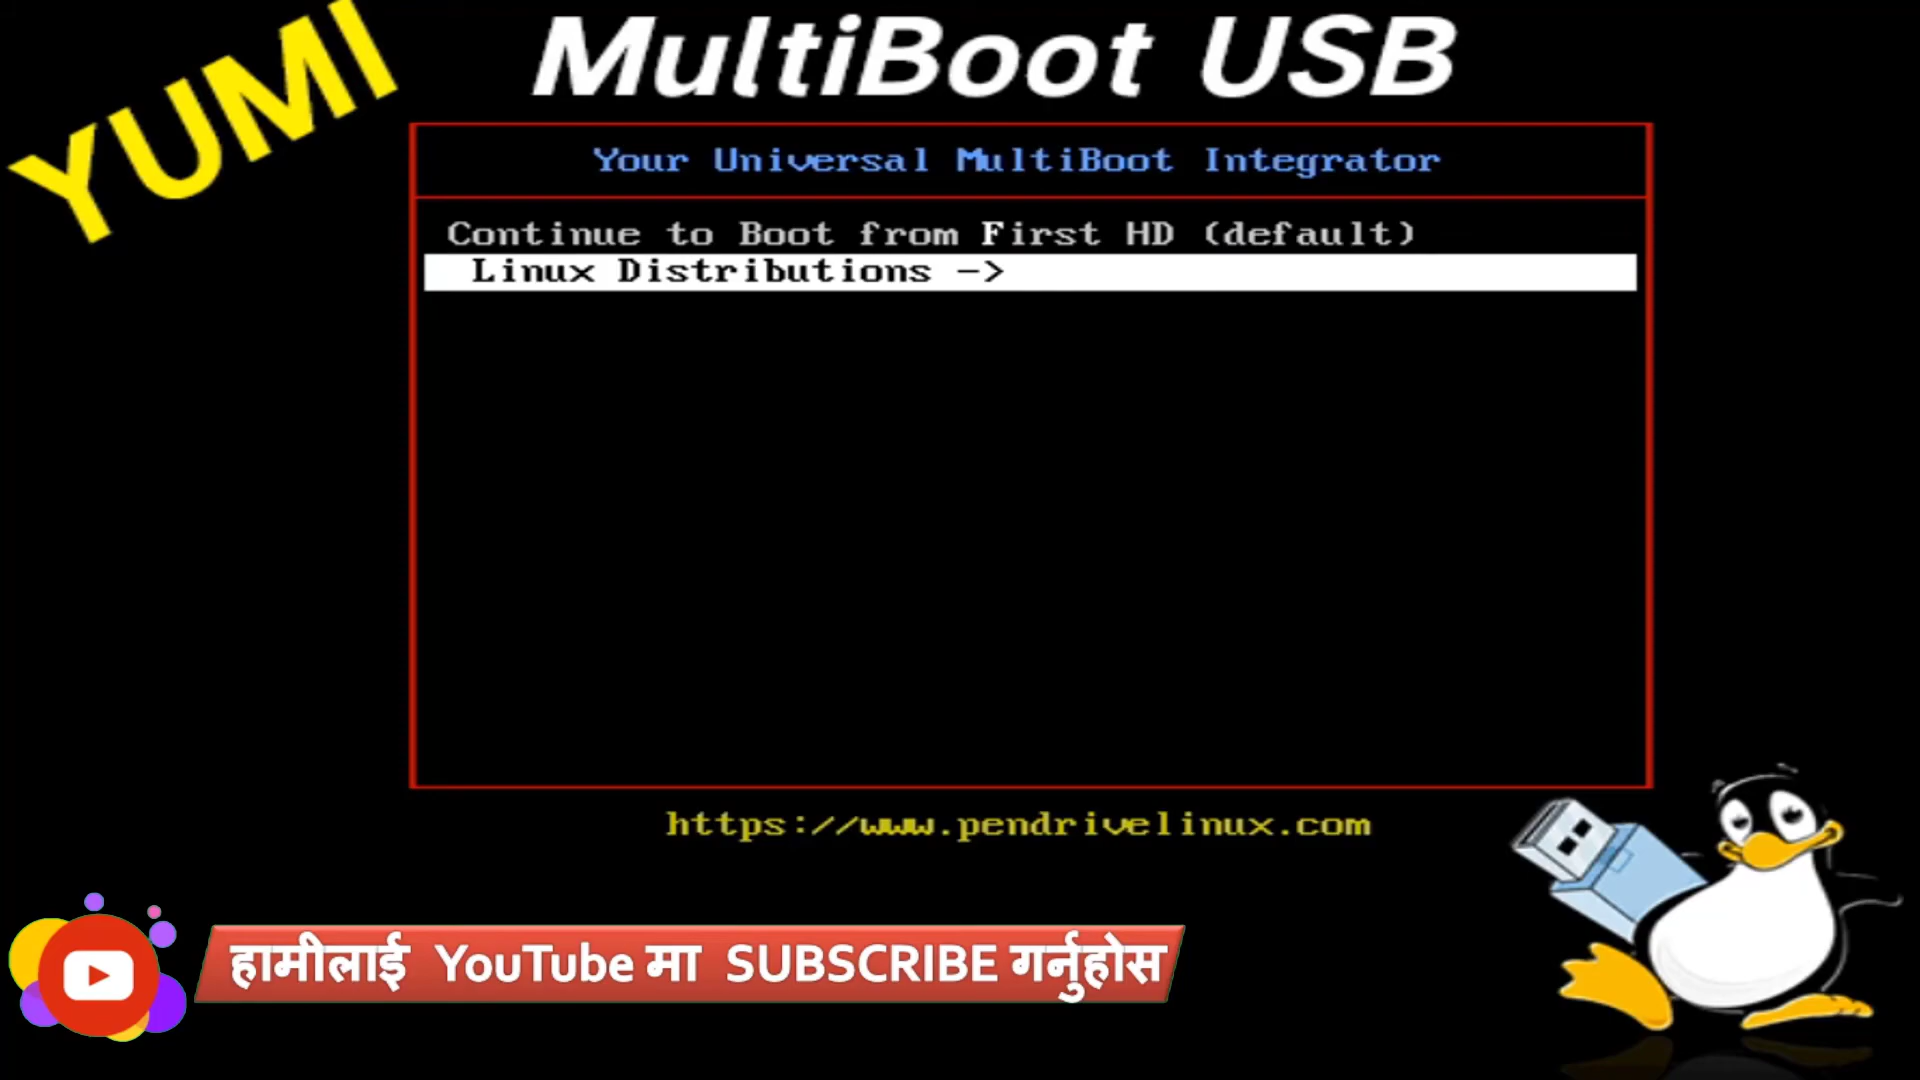 YUMI
MultiBoot USB
Your Universal MultiBoot Integrator
Continue to Boot from First HD (default)
Linux Distributions ->
https://www.pendrivelinux.com
हामीलाई YouTube मा SUBSCRIBE गर्नुहोस